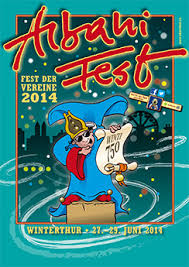 Albani
Fest
FEST DER
VEREINE
2014
WINTERTHUR - 27. - 29. JUNI 2014